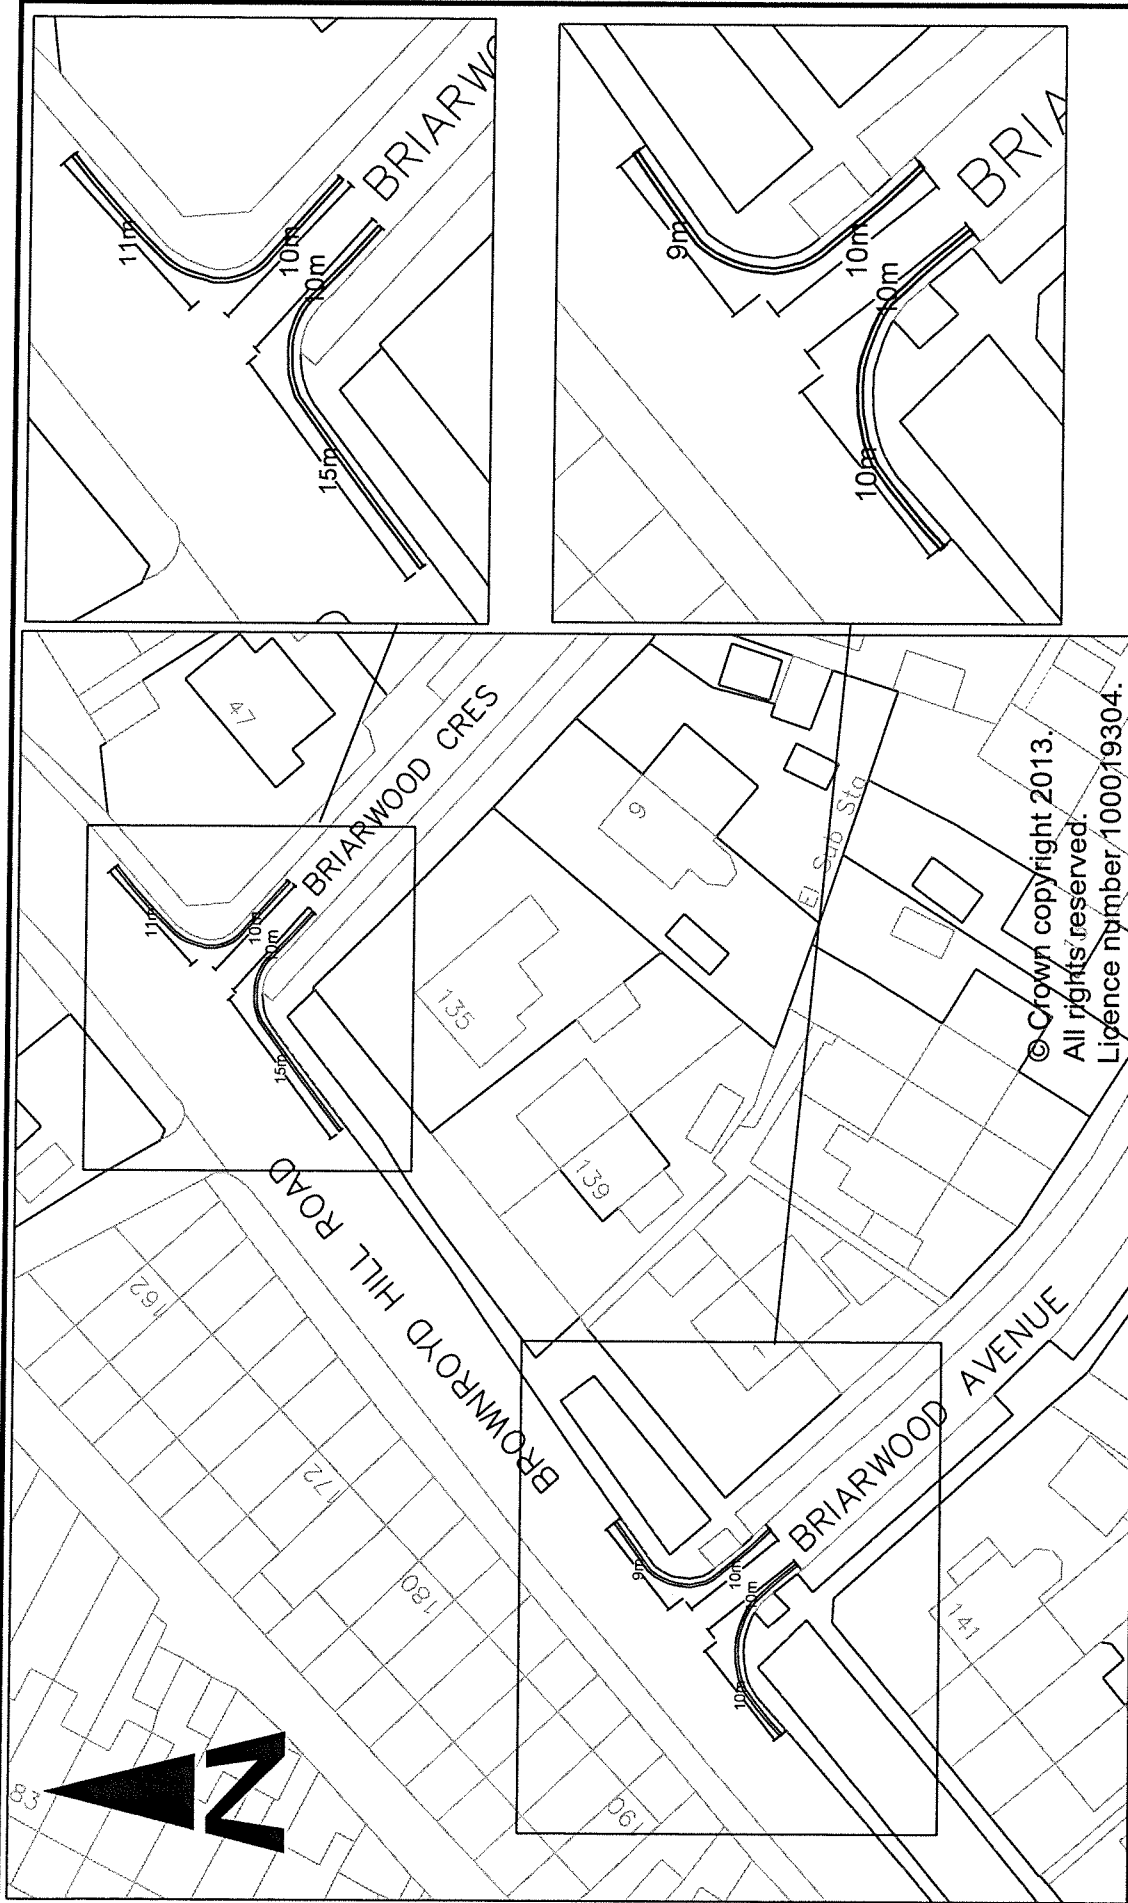 11m
10m
10m
15m
BRIARWO
9m
10m
10m
10m
BRIA
47
BRIARWOOD CRES
11m
10m
10m
15m
9
El Sub Sta
135
139
BROWNROYD HILL ROAD
162
172
180
190
1
BRIARWOOD AVENUE
9m
10m
10m
10m
141
83
N
© Crown copyright 2013.
All rights reserved.
Licence number 100019304.